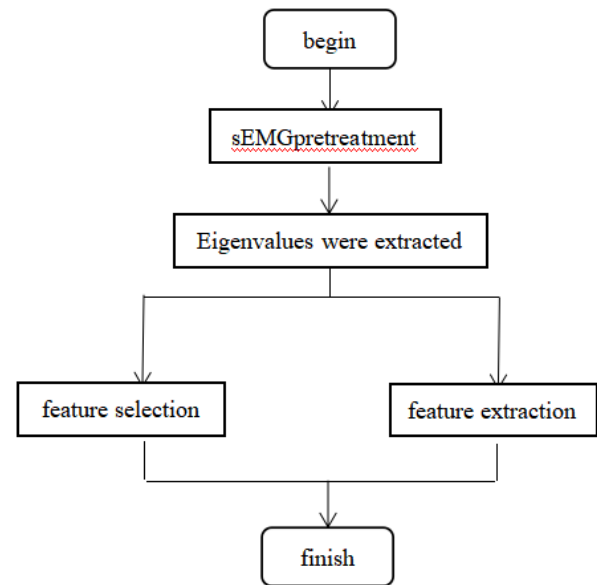 begin
sEMGpretreatment
Eigenvalues were extracted
feature selection
feature extraction
finish